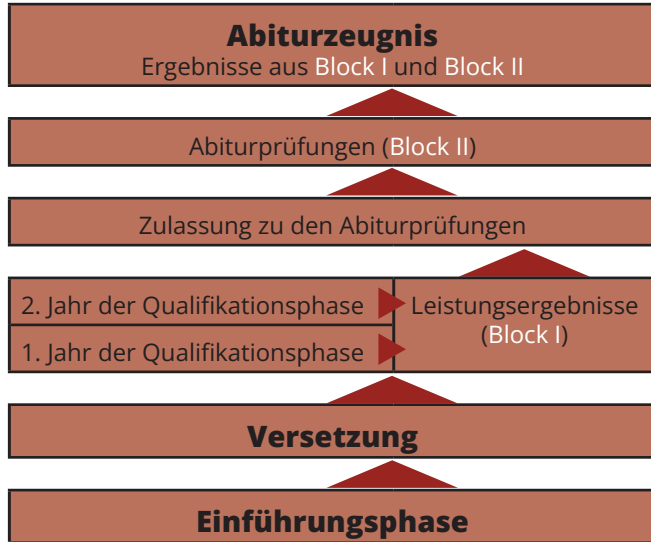 Abiturzeugnis
Ergebnisse aus Block I und Block II
Abiturprüfungen (Block II)
Zulassung zu den Abiturprüfungen
2. Jahr der Qualifikationsphase
1. Jahr der Qualifikationsphase
Leistungsergebnisse
(Block I)
Versetzung
Einführungsphase